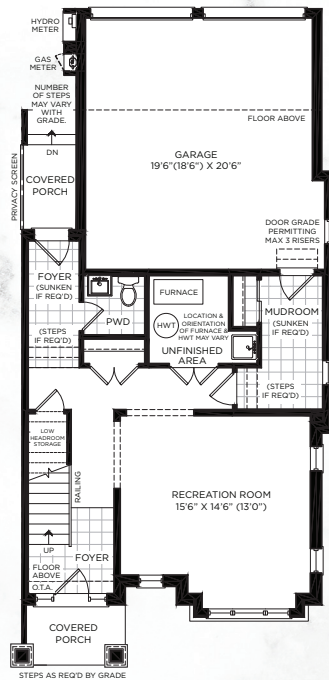 HYDRO
METER
GAS
METER
NUMBER
OF STEPS
MAY VARY
WITH
GRADE.
DN
FLOOR ABOVE
PRIVACY SCREEN
COVERED
PORCH
GARAGE
19'6"(18'6") X 20'6"
DOOR GRADE
PERMITTING
MAX 3 RISERS
FOYER
(SUNKEN
IF REQ'D)
(STEPS
IF REQ'D)
PWD
FURNACE
HWT
LOCATION &
ORIENTATION
OF FURNACE &
HWT MAY VARY
UNFINISHED
AREA
MUDROOM
(SUNKEN
IF REQ'D)
(STEPS
IF REQ'D)
LOW
HEADROOM
STORAGE
RAILING
RECREATION ROOM
15'6" X 14'6" (13'0")
UP
FLOOR
ABOVE
O.T.A.
FOYER
COVERED
PORCH
STEPS AS REQ'D BY GRADE